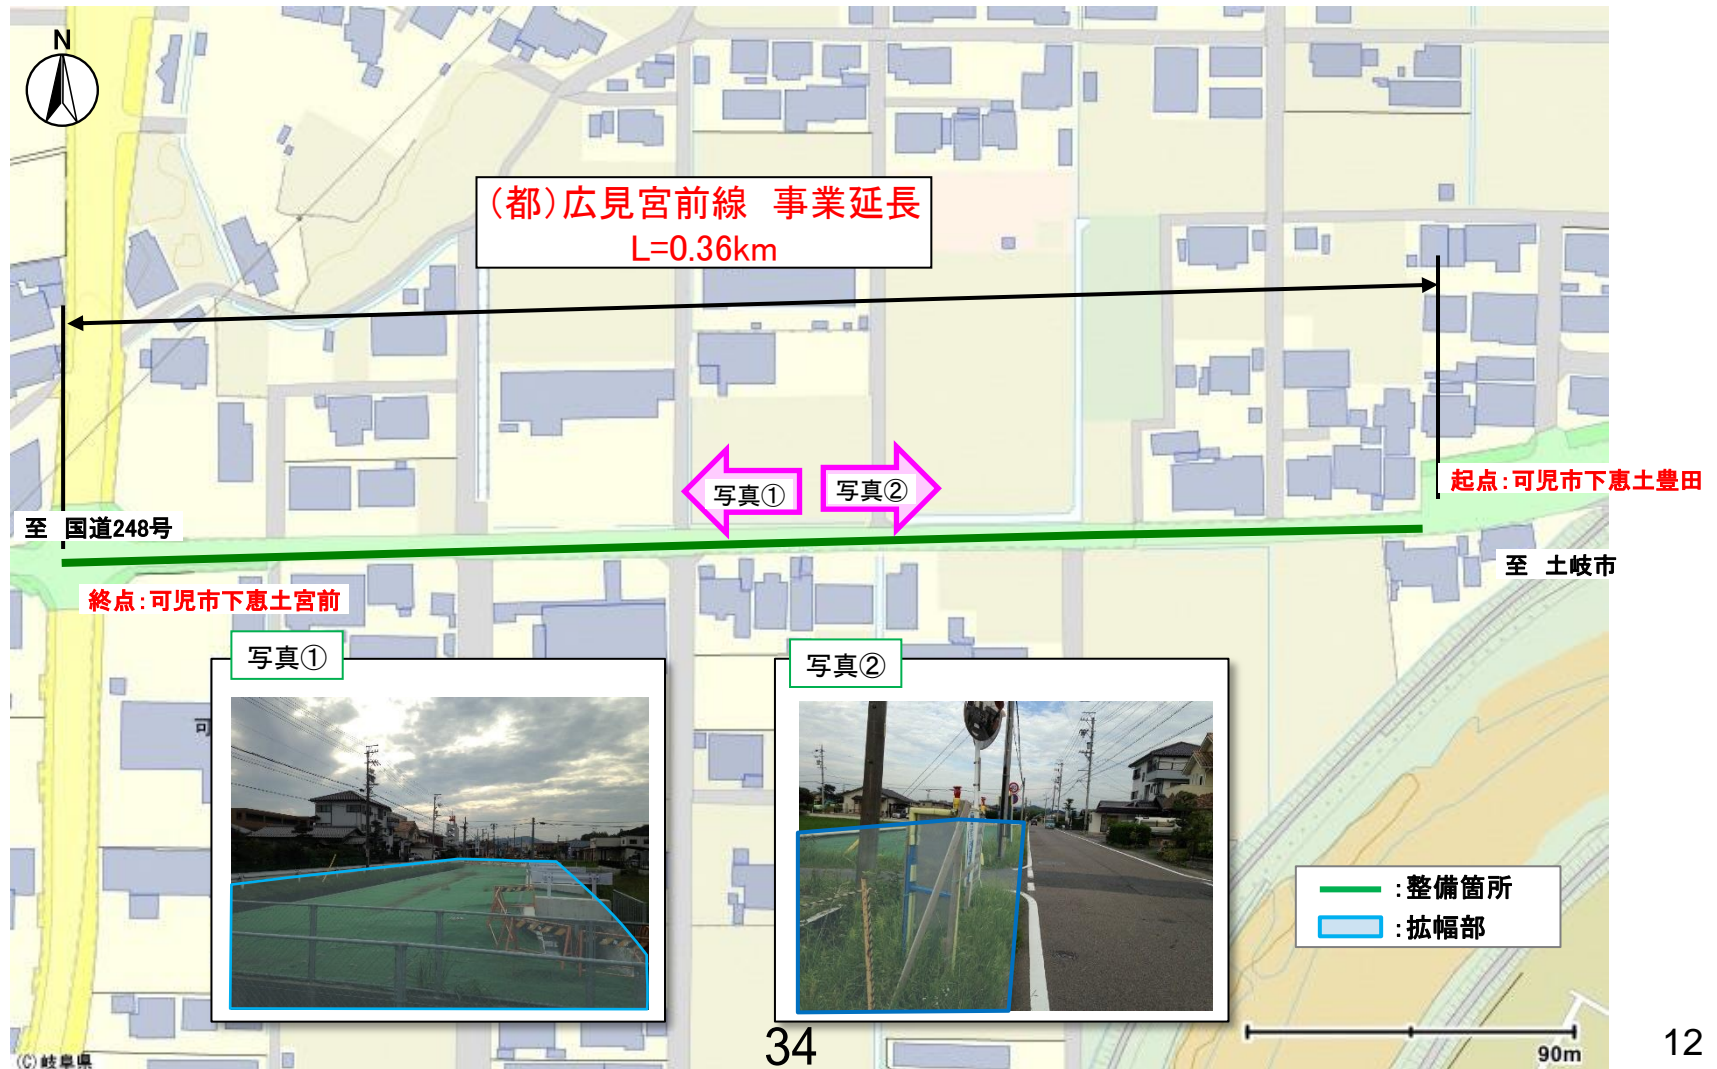 N
(都)広見宮前線 事業延長
L=0.36km
写真①
写真②
起点:可児市下恵土豊田
至 国道248号
至 土岐市
終点:可児市下恵土宮前
写真①
写真②
可
:整備箇所
:拡幅部
90m
(C)岐阜県
34
12